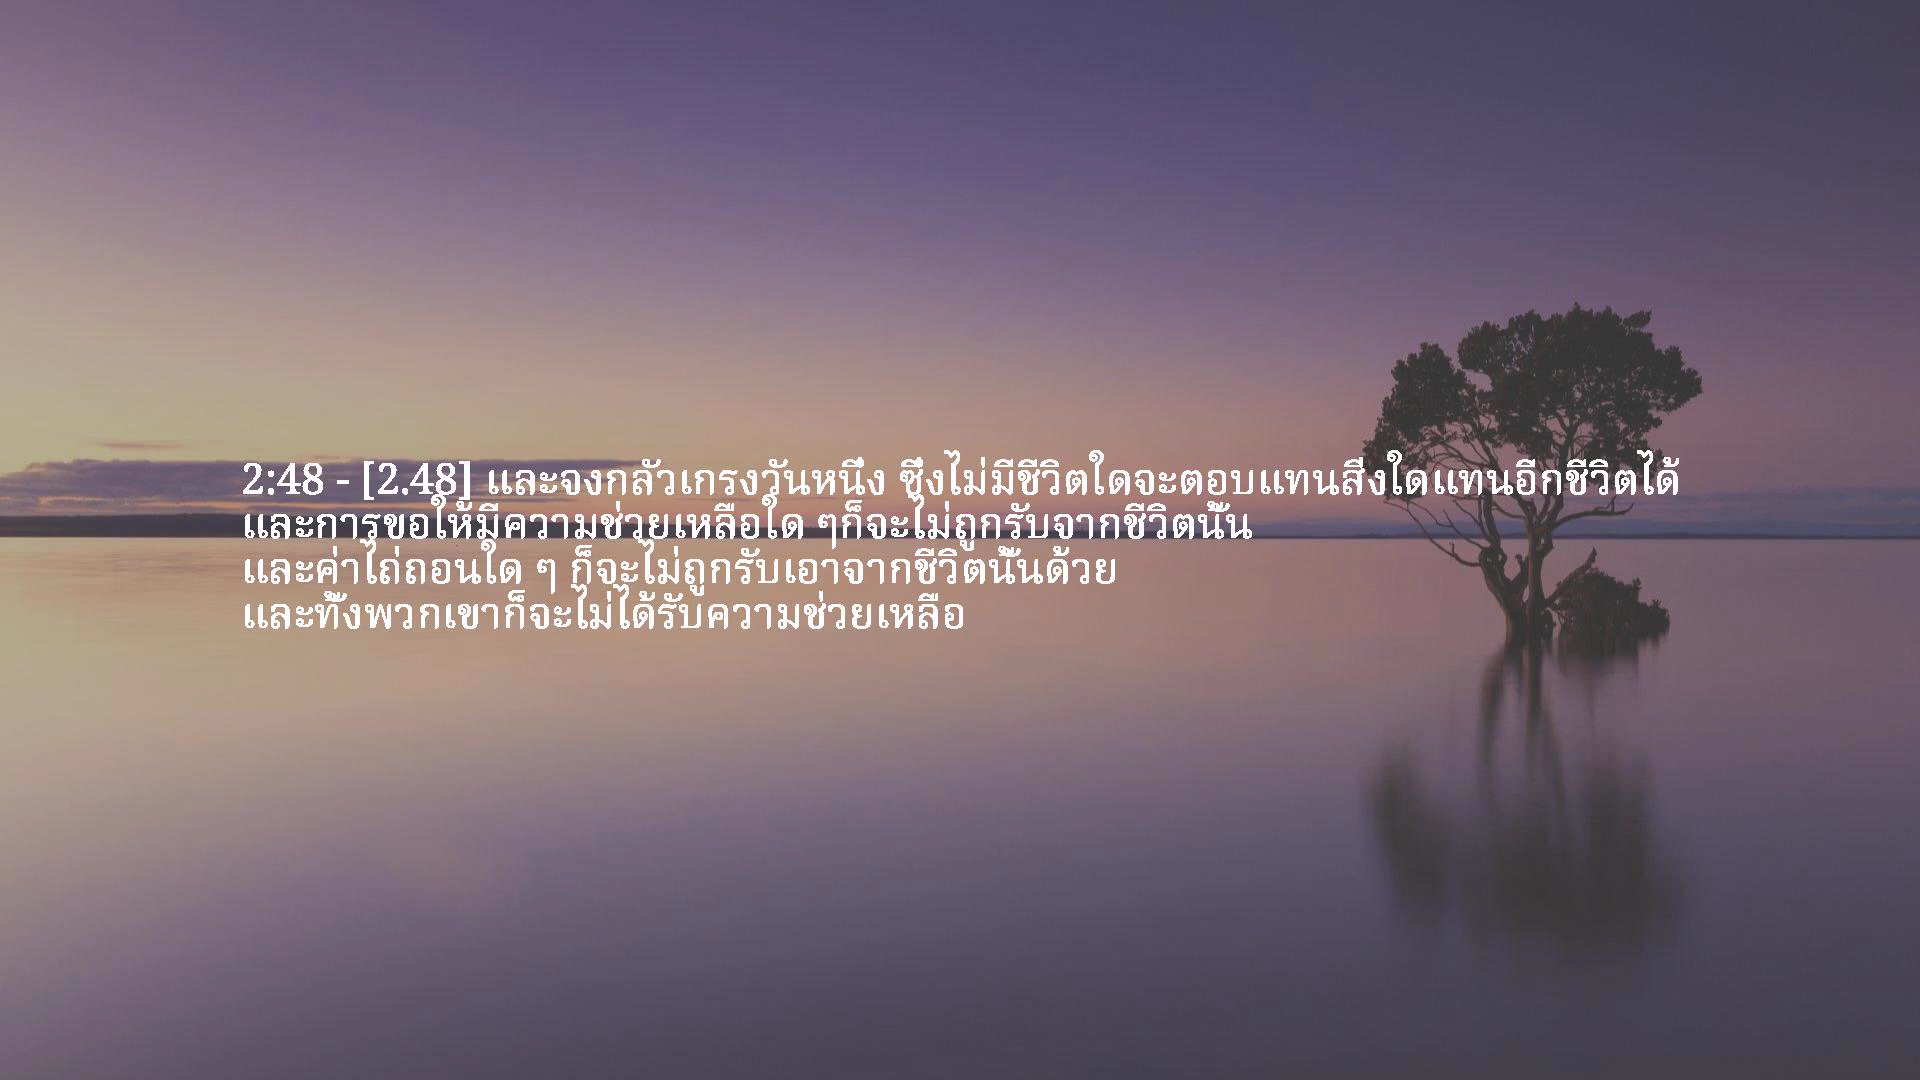 2:48 - [2.48] และจงกลัวเกรงวันหนึ่ง ซึ่งไม่มีชีวิตใดจะตอบแทนสิ่งใดแทนอีกชีวิตได้
และการขอให้มีความช่วยเหลือใด ๆก็จะไม่ถูกรับจากชีวิตนั้น
และค่าไถ่ถอนใด ๆ ก็จะไม่ถูกรับเอาจากชีวิตนั้นด้วย
และทั้งพวกเขาก็จะไม่ได้รับความช่วยเหลือ